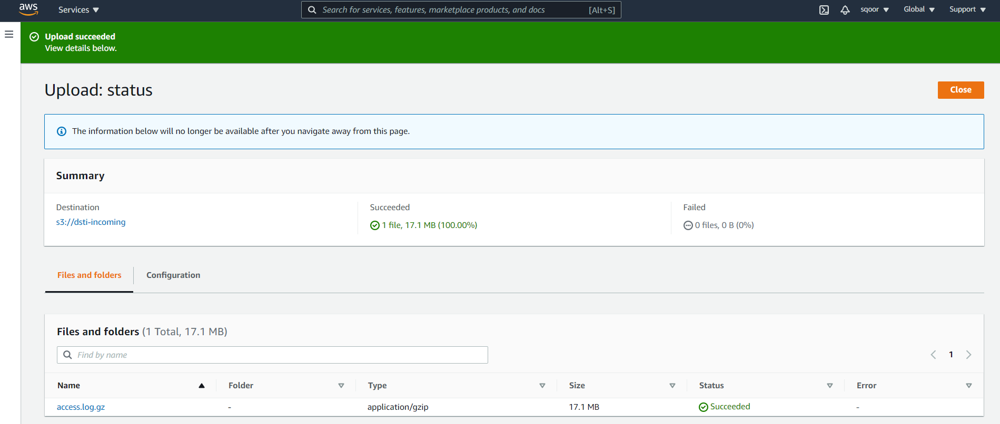 aws Services Search for services, features, marketplace products, and docs [Alt+S] sqoor Global Support
Upload succeeded
View details below.
Upload: status
Close
The information below will no longer be available after you navigate away from this page.
Summary
Destination Succeeded Failed
s3://dsti-incoming 1 file, 17.1 MB (100.00%) 0 files, 0 B (0%)
Files and folders Configuration
Files and folders (1 Total, 17.1 MB)
Find by name 1
Name Folder Type Size Status Error
access.log.gz - application/gzip 17.1 MB Succeeded -